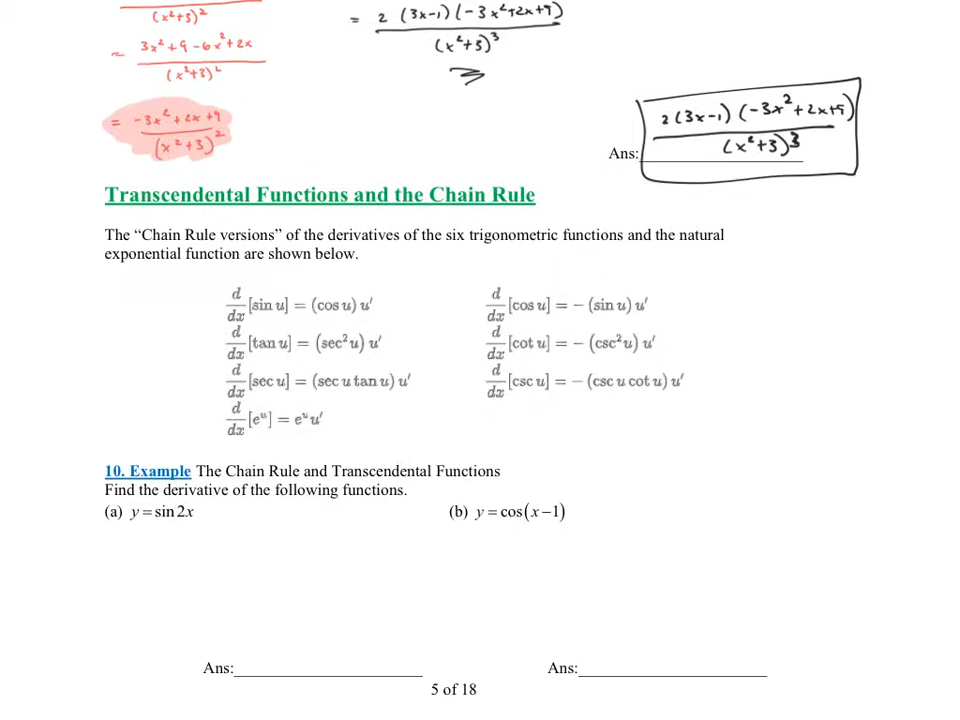 (x²+3)²
= 2 (3x-1)(-3x²+2x+9)
(x²+3)³
≈ 3x²+9-6x²+2x
(x²+3)²
= -3x²+2x+9
(x²+3)²
2(3x-1)(-3x²+2x+9)
(x²+3)3
Ans:
Transcendental Functions and the Chain Rule
The “Chain Rule versions” of the derivatives of the six trigonometric functions and the natural
exponential function are shown below.
d/dx [sin u] = (cos u) u′ d/dx [cos u] = − (sin u) u′
d/dx [tan u] = (sec² u) u′ d/dx [cot u] = − (csc² u) u′
d/dx [sec u] = (sec u tan u) u′ d/dx [csc u] = − (csc u cot u) u′
d/dx [eᵘ] = eᵘ u′
10. Example The Chain Rule and Transcendental Functions
Find the derivative of the following functions.
(a) y = sin 2x (b) y = cos(x−1)
Ans: Ans:
5 of 18